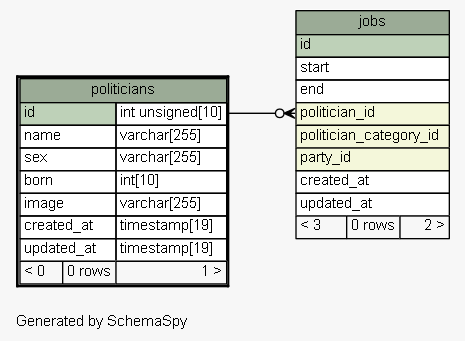 politicians
id int unsigned[10]
name varchar[255]
sex varchar[255]
born int[10]
image varchar[255]
created_at timestamp[19]
updated_at timestamp[19]
< 0 0 rows 1 >
jobs
id
start
end
politician_id
politician_category_id
party_id
created_at
updated_at
< 3 0 rows 2 >
Generated by SchemaSpy